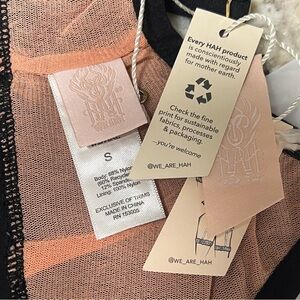 Every HAH product
is conscientiously
made with regard
for mother earth.
Check the fine
print for sustainable
fabrics, processes
& packaging.
...you're welcome
@WE_ARE_HAH
@WE_ARE_HAH
S
Body: 88% Nylon
12% Spandex
Lining: 100% Nylon
EXCLUSIVE OF TRIMS
MADE IN CHINA